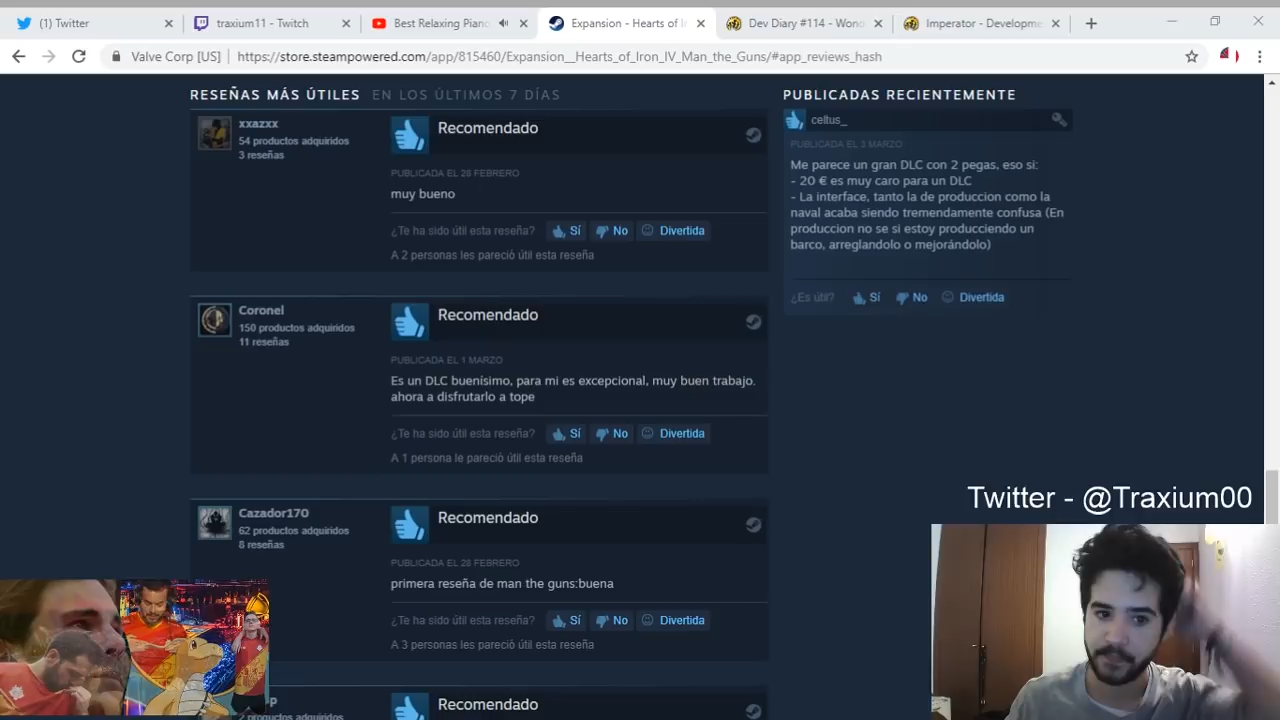 (1) Twitter
traxium11 - Twitch
Best Relaxing Piano
Expansion - Hearts of I
Dev Diary #114 - Wond
Imperator - Developme
Valve Corp [US]
https://store.steampowered.com/app/815460/Expansion__Hearts_of_Iron_IV_Man_the_Guns/#app_reviews_hash
RESEÑAS MÁS ÚTILES EN LOS ÚLTIMOS 7 DÍAS
xxazxx
54 productos adquiridos
3 reseñas
Recomendado
PUBLICADA EL 28 FEBRERO
muy bueno
¿Te ha sido útil esta reseña? Sí No Divertida
A 2 personas les pareció útil esta reseña
Coronel
150 productos adquiridos
11 reseñas
Recomendado
PUBLICADA EL 1 MARZO
Es un DLC buenísimo, para mi es excepcional, muy buen trabajo.
ahora a disfrutarlo a tope
¿Te ha sido útil esta reseña? Sí No Divertida
A 1 persona le pareció útil esta reseña
Cazador170
62 productos adquiridos
8 reseñas
Recomendado
PUBLICADA EL 28 FEBRERO
primera reseña de man the guns:buena
¿Te ha sido útil esta reseña? Sí No Divertida
A 3 personas les pareció útil esta reseña
productos adquiridos
Recomendado
PUBLICADAS RECIENTEMENTE
celtus_
PUBLICADA EL 3 MARZO
Me parece un gran DLC con 2 pegas, eso si:
- 20 € es muy caro para un DLC
- La interface, tanto la de produccion como la
naval acaba siendo tremendamente confusa (En
produccion no se si estoy produciendo un
barco, arreglandolo o mejorándolo)
¿Es útil? Sí No Divertida
Twitter - @Traxium00